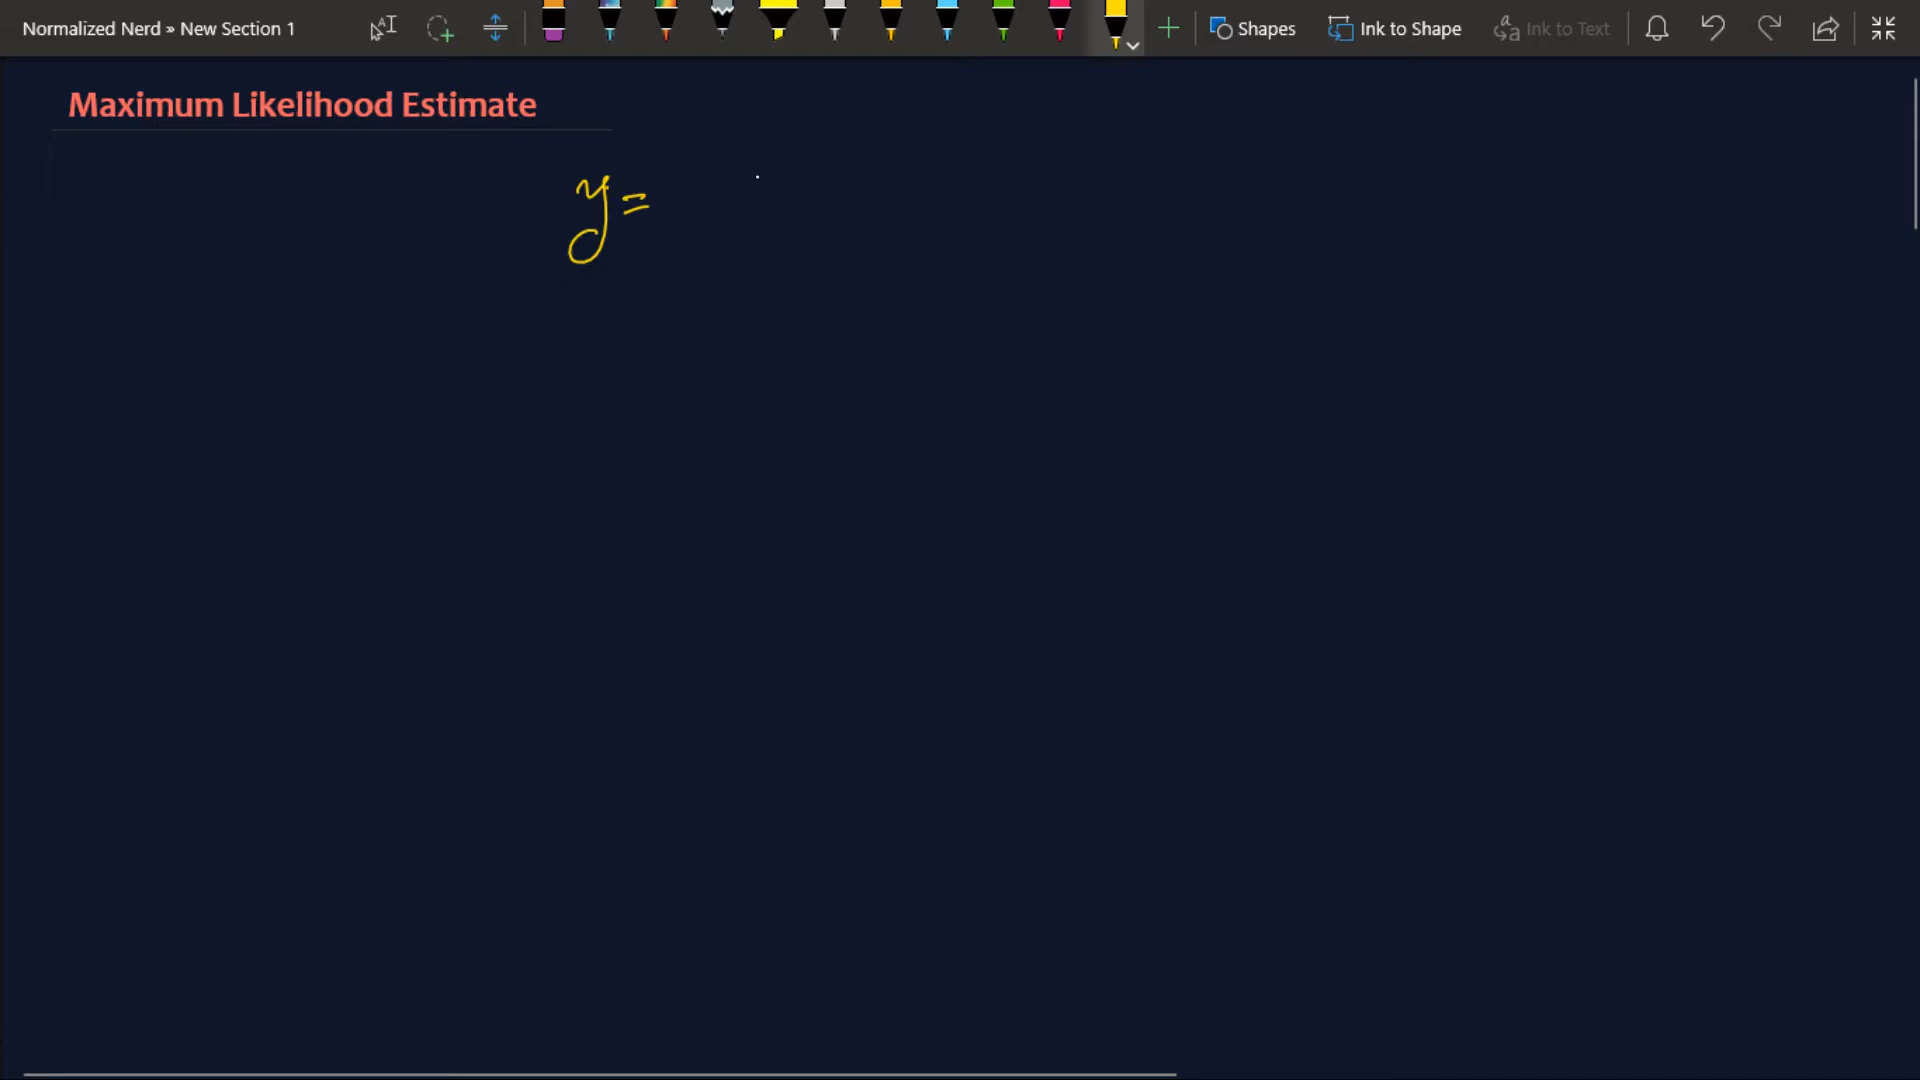 Normalized Nerd » New Section 1 Shapes Ink to Shape Ink to Text
Maximum Likelihood Estimate
y =